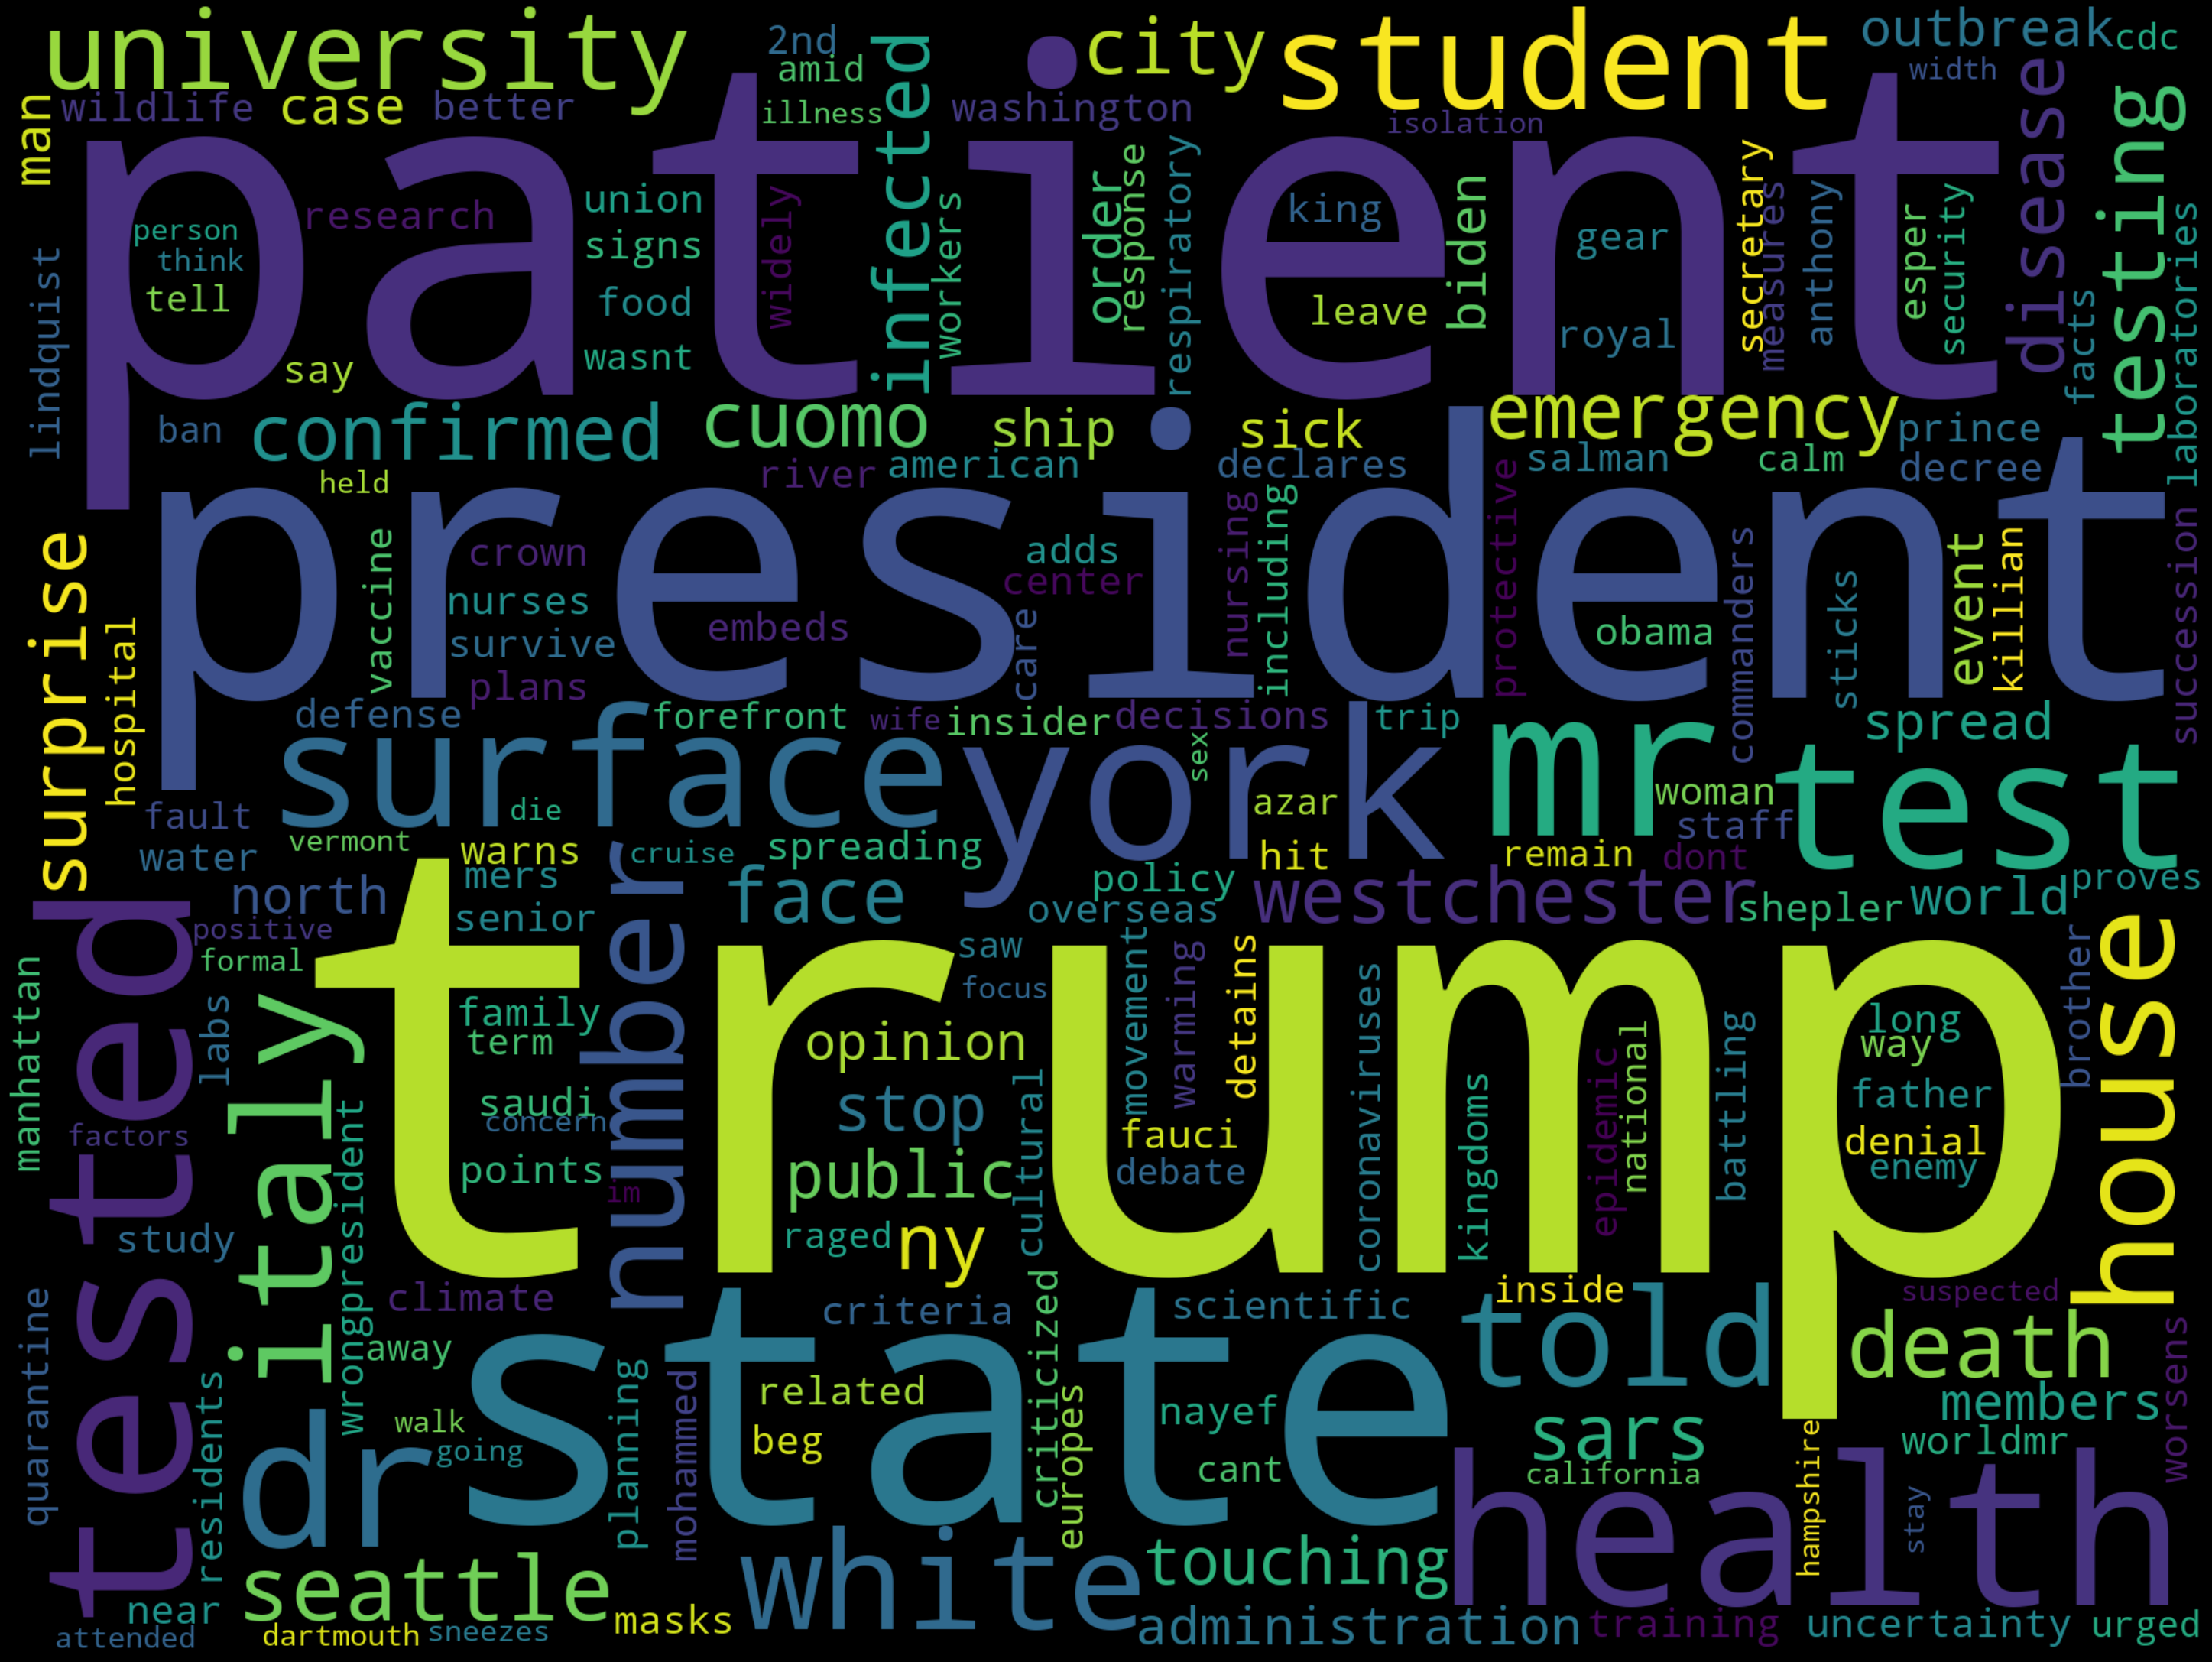 university
2nd
amid
illness
city
student
outbreak
cdc
width
man
wildlife
case
better
infected
washington
isolation
disease
testing
patient
person
think
tell
research
union
signs
food
wasnt
widely
workers
order
response
respiratory
king
leave
biden
gear
royal
secretary
measures
anthony
esper
security
facts
laboratories
lindquist
say
ban
confirmed
cuomo
ship
sick
emergency
prince
decree
held
river
american
declares
salman
calm
president
surprise
hospital
vaccine
crown
nurses
survive
plans
embeds
adds
center
care
nursing
including
protective
obama
commanders
sticks
event
killian
succession
defense
forefront
wife
insider
decisions
trip
spread
surface
york
sex
mr
test
fault
water
vermont
die
warns
cruise
spreading
azar
hit
woman
staff
remain
dont
north
mers
senior
number
face
policy
overseas
westchester
shepler
world
proves
tested
positive
formal
trump
saw
focus
house
brother
manhattan
labs
italy
family
term
saudi
concern
points
im
opinion
stop
public
raged
ny
cultural
movement
warming
detains
fauci
debate
coronaviruses
kingdoms
epidemic
national
battling
long
way
father
denial
enemy
factors
study
wrongpresident
climate
criteria
criticized
scientific
inside
told
suspected
death
quarantine
residents
away
state
walk
going
planning
mohammed
related
beg
europes
nayef
cant
sars
california
members
worldmr
worsens
hampshire
dr
health
stay
seattle
white
touching
near
attended
dartmouth
sneezes
masks
administration
training
uncertainty
urged